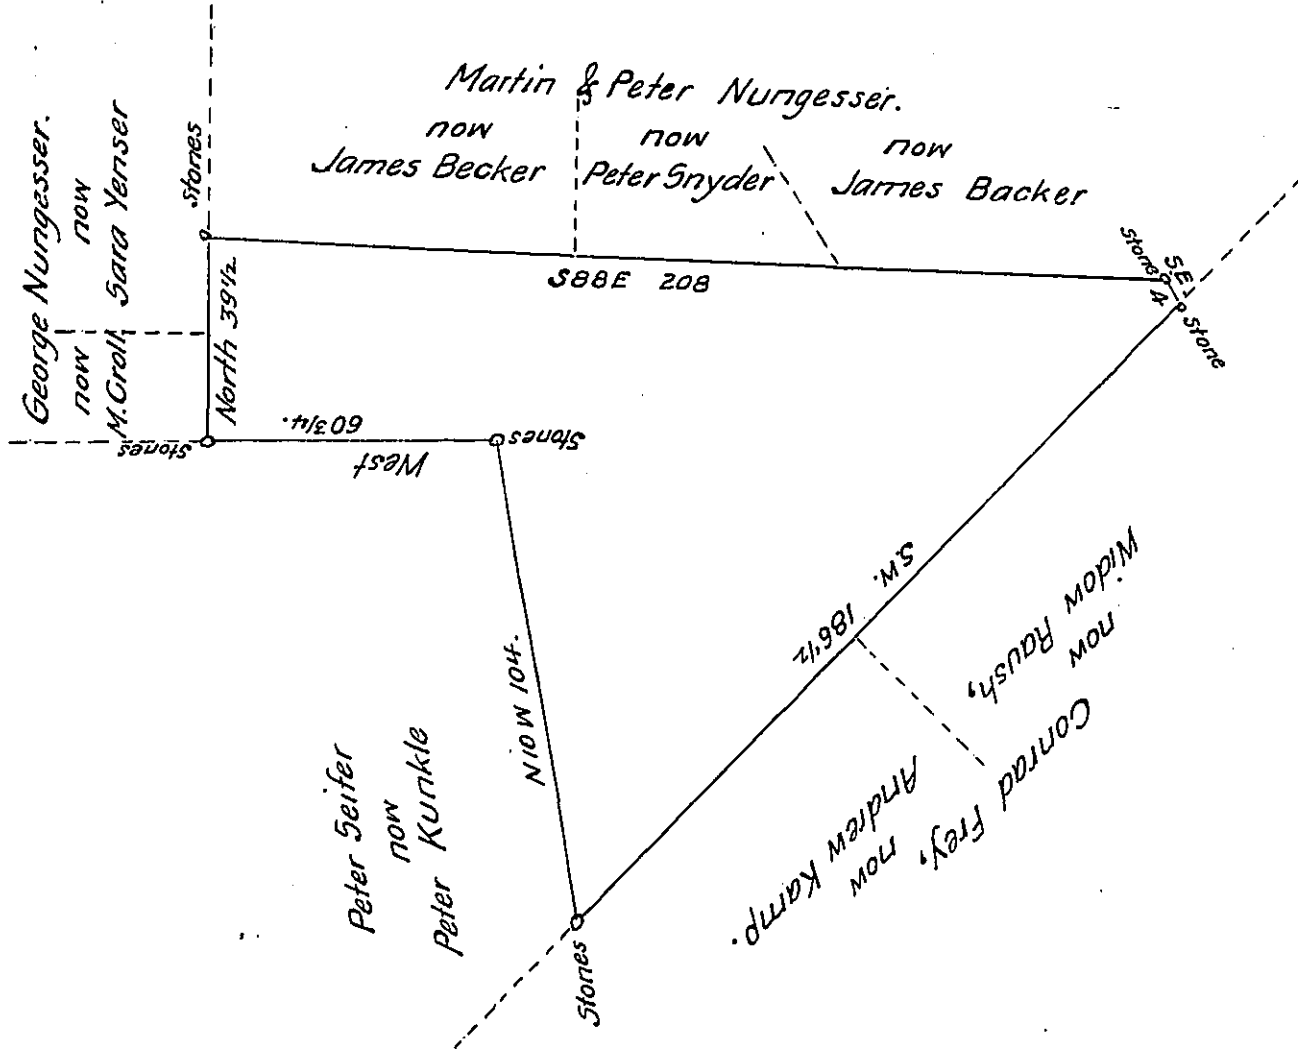 Martin & Peter Nungesser.
now
James Becker
now
Peter Snyder
now
James Backer
George Nungesser.
now
Sara Yenser
now
M. Croll
Stones
North 39½
S88E 208
Stone
S.E.
4
Stone
Stones
60¾.
West
Stones
S.W.
186½
N10W 104.
Widow Raush,
now
Conrad Frey,
now
Andrew Kamp.
Peter Seifer
now
Peter Kunkle
Stones